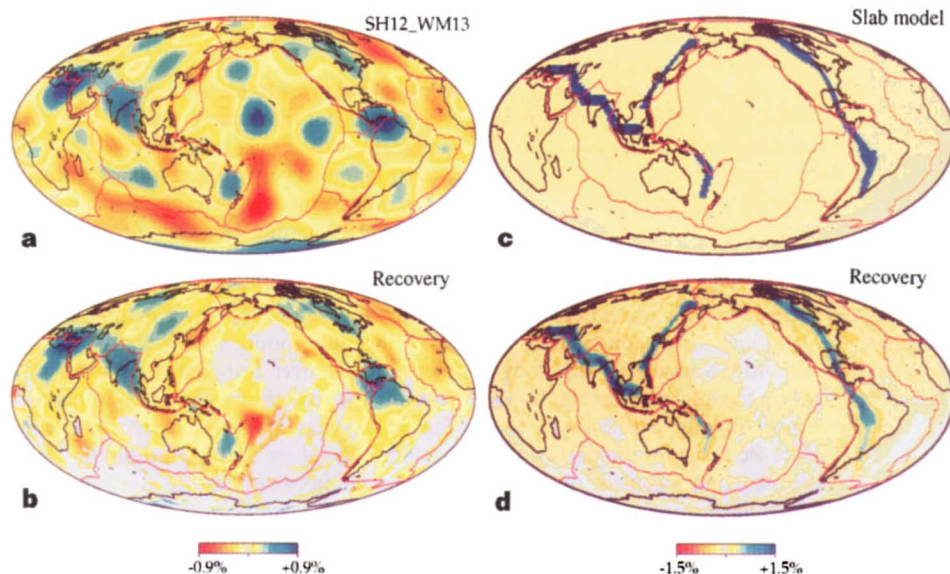 SH12_WM13
a
Slab model
c
Recovery
b
Recovery
d
-0.9% +0.9%
-1.5% +1.5%